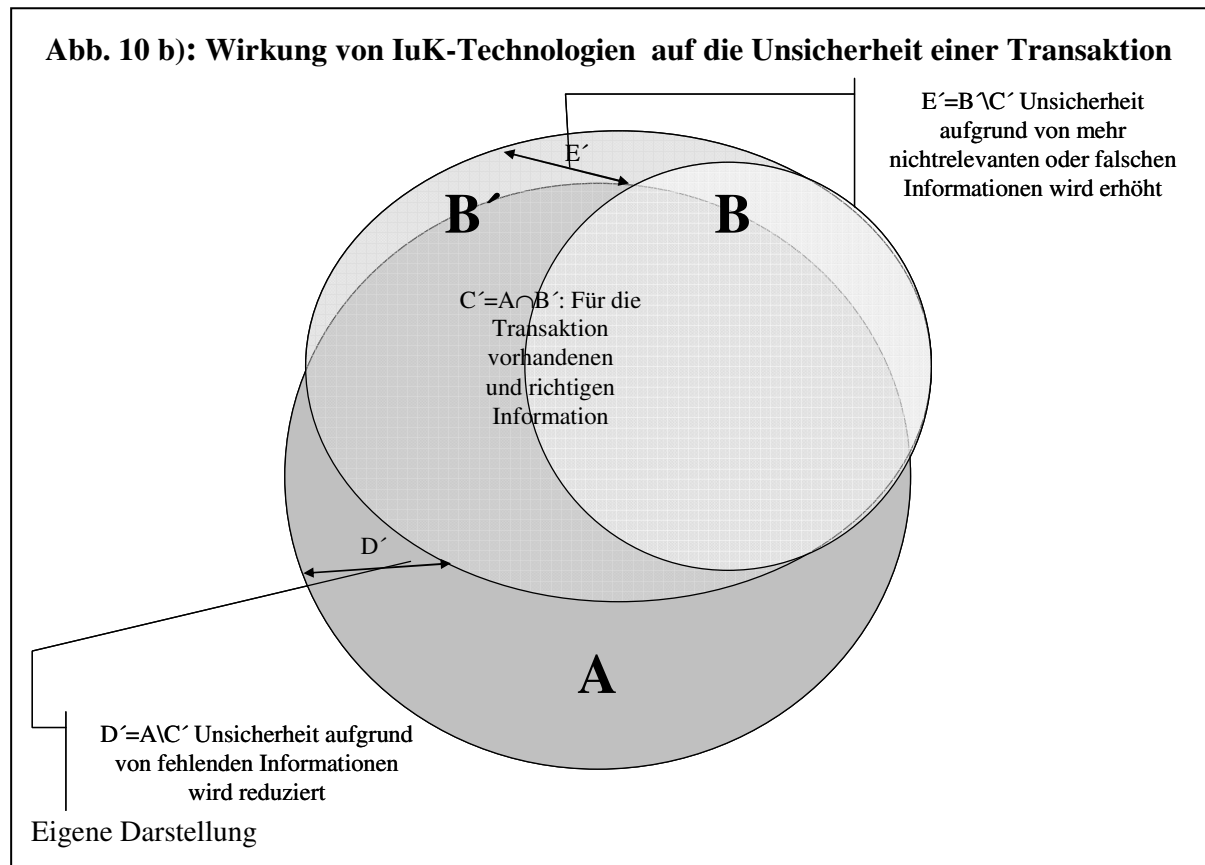 Abb. 10 b): Wirkung von IuK-Technologien auf die Unsicherheit einer Transaktion
E´=B´\C´ Unsicherheit
aufgrund von mehr
nichtrelevanten oder falschen
Informationen wird erhöht
E´
B´
B
C´=A∩B´: Für die
Transaktion
vorhandenen
und richtigen
Information
D´
A
D´=A\C´ Unsicherheit aufgrund
von fehlenden Informationen
wird reduziert
Eigene Darstellung